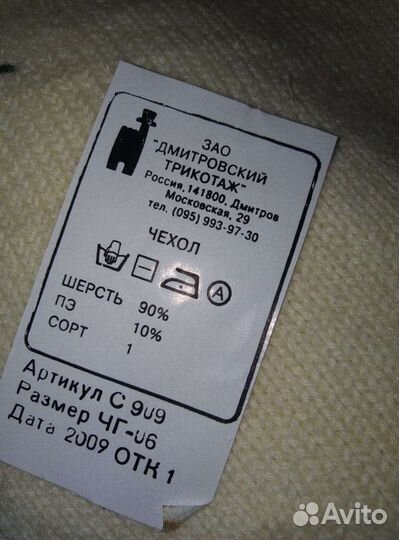 ЗАО
"ДМИТРОВСКИЙ
ТРИКОТАЖ"
Россия, 141800, Дмитров
Московская, 29
тел. (095) 993-97-30
ЧЕХОЛ
A
ШЕРСТЬ 90%
ПЭ 10%
СОРТ 1
Артикул С 909
Размер ЧГ-06
Дата 2009 ОТК 1
Avito